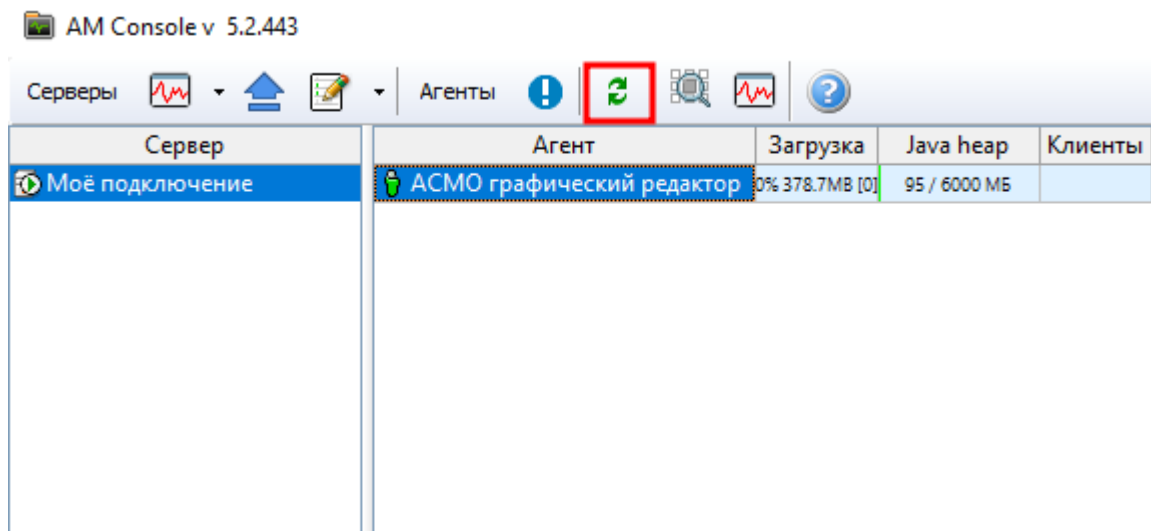 AM Console v 5.2.443
Серверы Агенты
Сервер Агент Загрузка Java heap Клиенты
Моё подключение АСМО графический редактор 0% 378.7MB [0] 95 / 6000 МБ